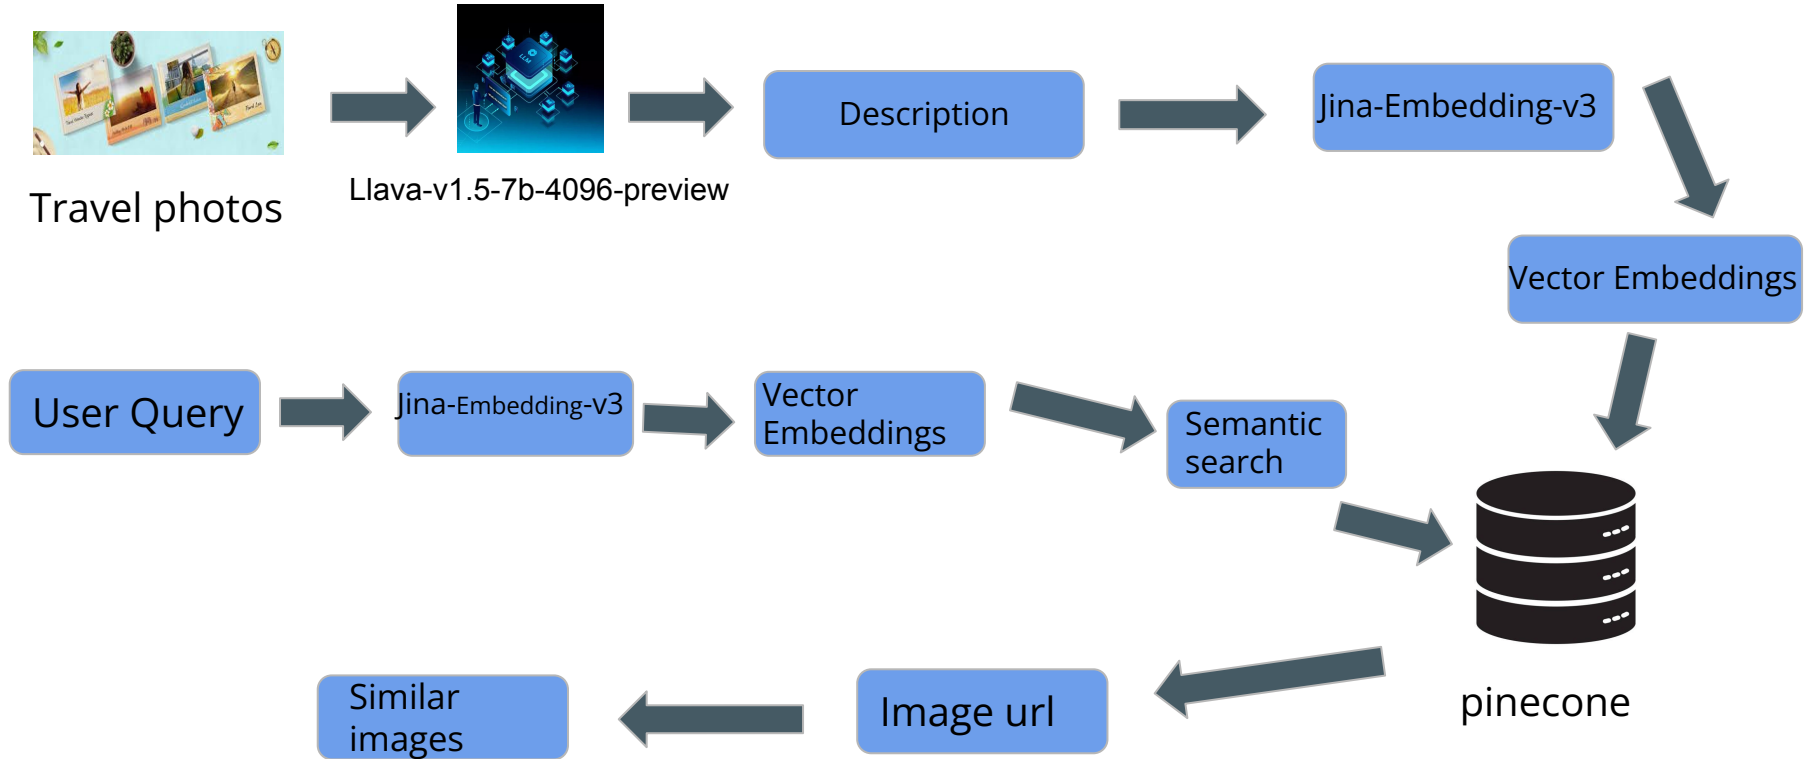 LLM
Travel photos
Llava-v1.5-7b-4096-preview
Description
Jina-Embedding-v3
Vector Embeddings
User Query
Jina-Embedding-v3
Vector
Embeddings
Semantic
search
pinecone
Image url
Similar
images